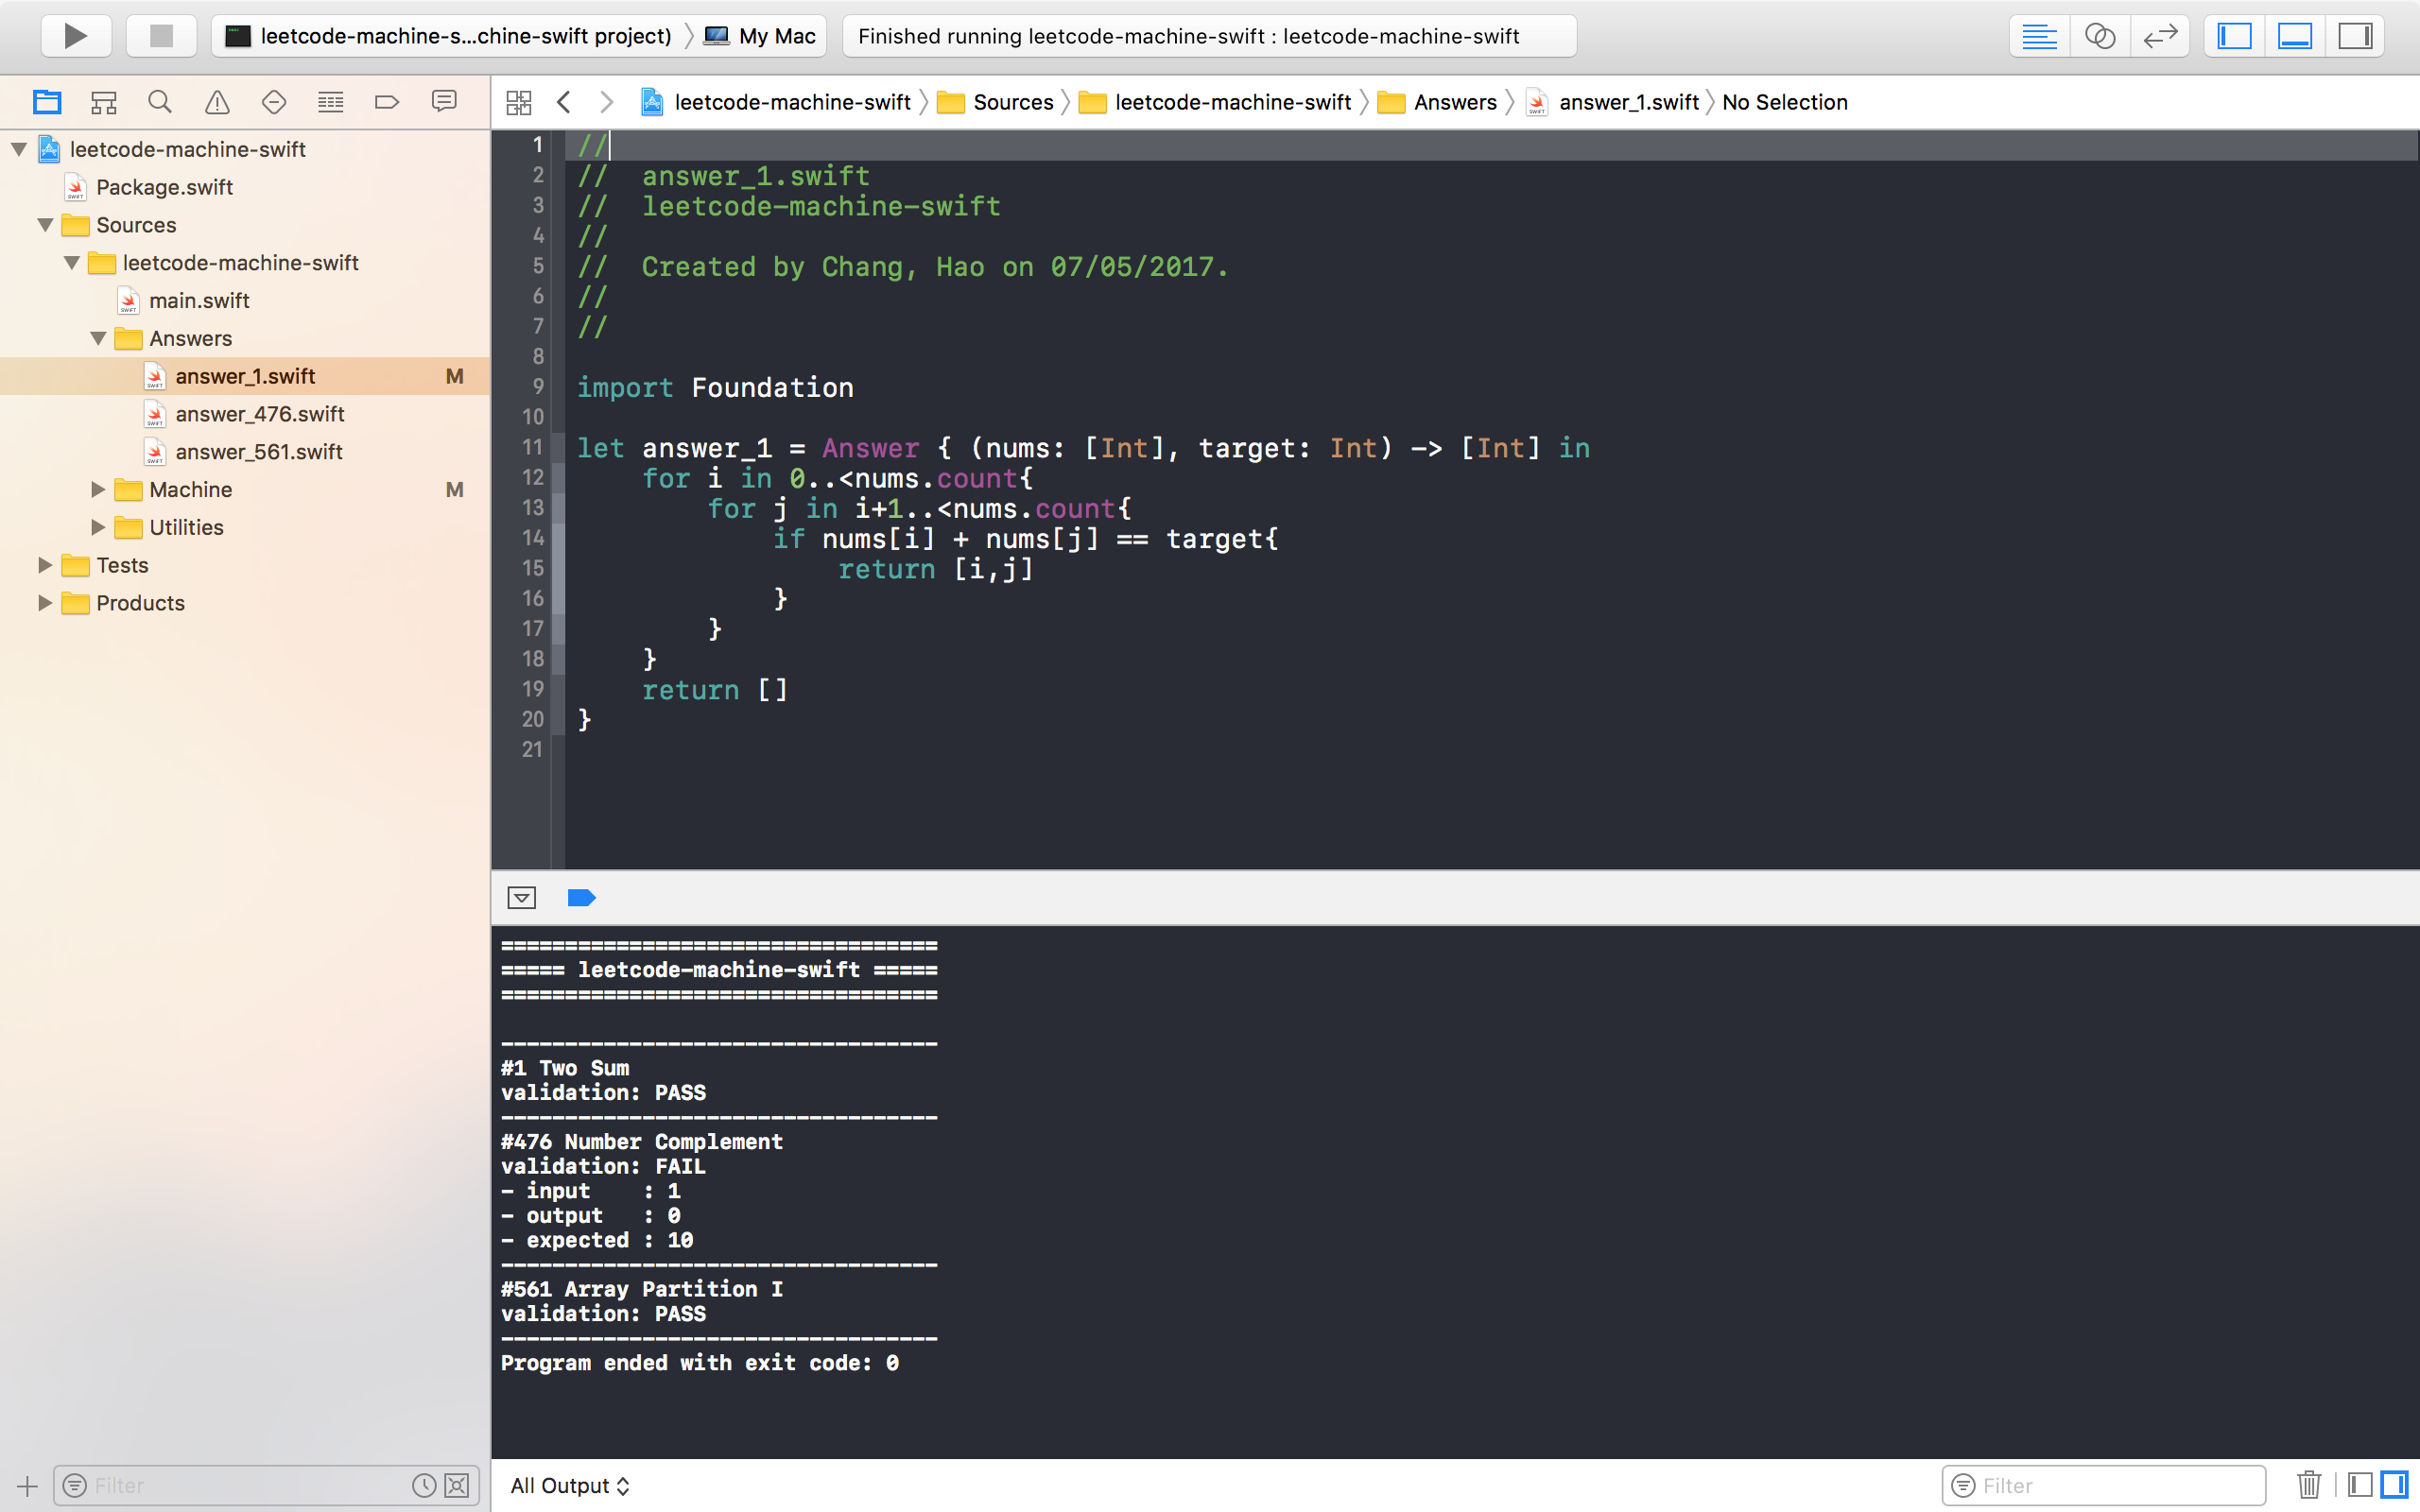 leetcode-machine-s...chine-swift project) My Mac
Finished running leetcode-machine-swift : leetcode-machine-swift
leetcode-machine-swift Sources leetcode-machine-swift Answers answer_1.swift No Selection
leetcode-machine-swift
Package.swift
Sources
leetcode-machine-swift
main.swift
Answers
answer_1.swift M
answer_476.swift
answer_561.swift
Machine M
Utilities
Tests
Products
Filter
1 //
2 // answer_1.swift
3 // leetcode-machine-swift
4 //
5 // Created by Chang, Hao on 07/05/2017.
6 //
7 //
8
9 import Foundation
10
11 let answer_1 = Answer { (nums: [Int], target: Int) -> [Int] in
12 for i in 0..<nums.count{
13 for j in i+1..<nums.count{
14 if nums[i] + nums[j] == target{
15 return [i,j]
16 }
17 }
18 }
19 return []
20 }
21
==================================
===== leetcode-machine-swift =====
==================================
----------------------------------
#1 Two Sum
validation: PASS
----------------------------------
#476 Number Complement
validation: FAIL
- input : 1
- output : 0
- expected : 10
----------------------------------
#561 Array Partition I
validation: PASS
----------------------------------
Program ended with exit code: 0
All Output
Filter